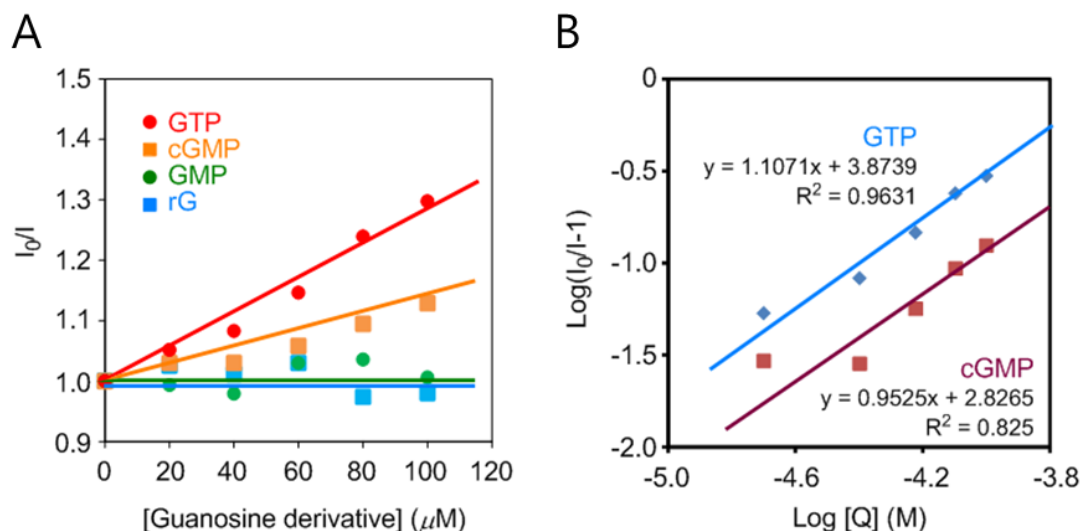 A
1.5
1.4
1.3
1.2
1.1
1.0
0.9
I0/I
GTP
cGMP
GMP
rG
0 20 40 60 80 100 120
[Guanosine derivative] (μM)
B
0
-0.5
-1.0
-1.5
-2.0
Log(I0/I-1)
GTP
y = 1.1071x + 3.8739
R² = 0.9631
cGMP
y = 0.9525x + 2.8265
R² = 0.825
-5.0 -4.6 -4.2 -3.8
Log [Q] (M)